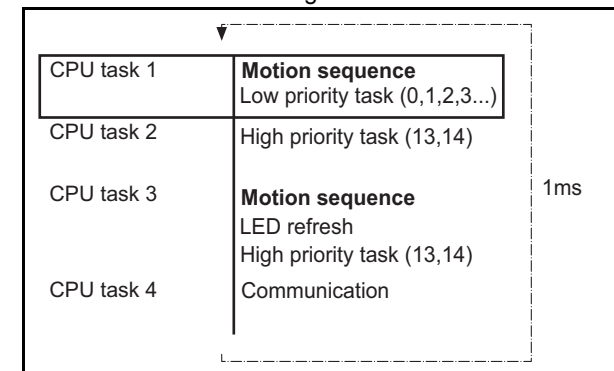 CPU task 1
Motion sequence
Low priority task (0,1,2,3...)
CPU task 2
High priority task (13,14)
CPU task 3
Motion sequence
LED refresh
High priority task (13,14)
CPU task 4
Communication
1ms